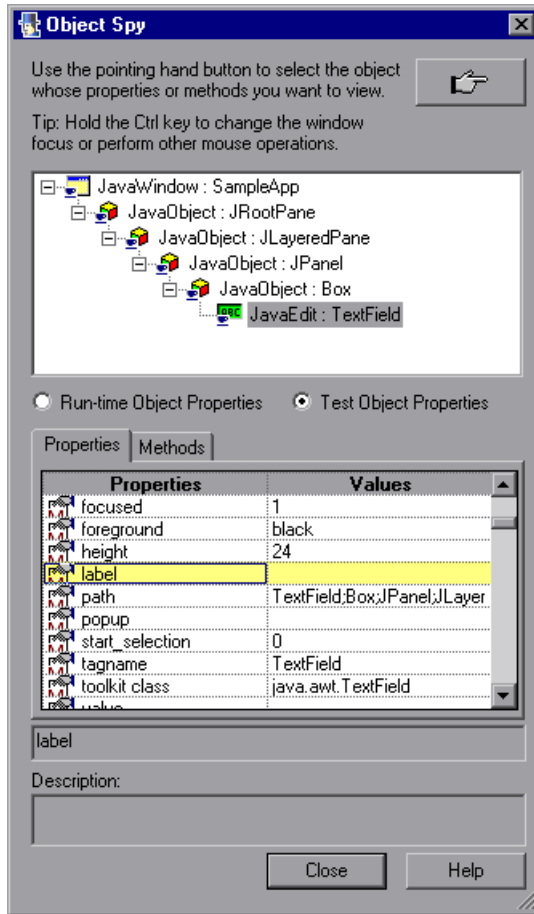 Object Spy
Use the pointing hand button to select the object
whose properties or methods you want to view.
Tip: Hold the Ctrl key to change the window
focus or perform other mouse operations.
JavaWindow : SampleApp
JavaObject : JRootPane
JavaObject : JLayeredPane
JavaObject : JPanel
JavaObject : Box
ABC JavaEdit : TextField
Run-time Object Properties Test Object Properties
Properties Methods
Properties Values
focused 1
foreground black
height 24
label
path TextField;Box;JPanel;JLayer
popup
start_selection 0
tagname TextField
toolkit class java.awt.TextField
value
label
Description:
Close Help